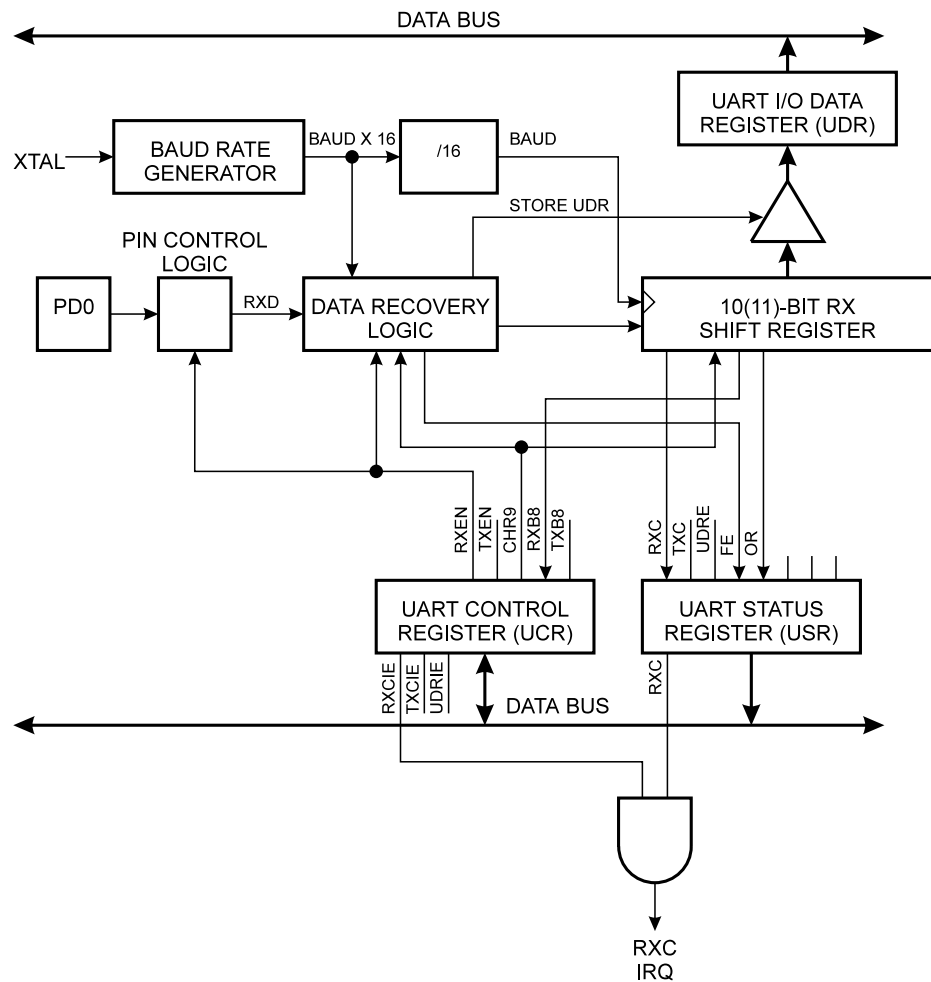 DATA BUS
UART I/O DATA
REGISTER (UDR)
XTAL
BAUD RATE
GENERATOR
BAUD X 16
/16
BAUD
STORE UDR
PIN CONTROL
LOGIC
PD0
RXD
DATA RECOVERY
LOGIC
10(11)-BIT RX
SHIFT REGISTER
RXEN
TXEN
CHR9
RXB8
TXB8
RXC
TXC
UDRE
FE
OR
UART CONTROL
REGISTER (UCR)
UART STATUS
REGISTER (USR)
RXCIE
TXCIE
UDRIE
RXC
DATA BUS
RXC
IRQ